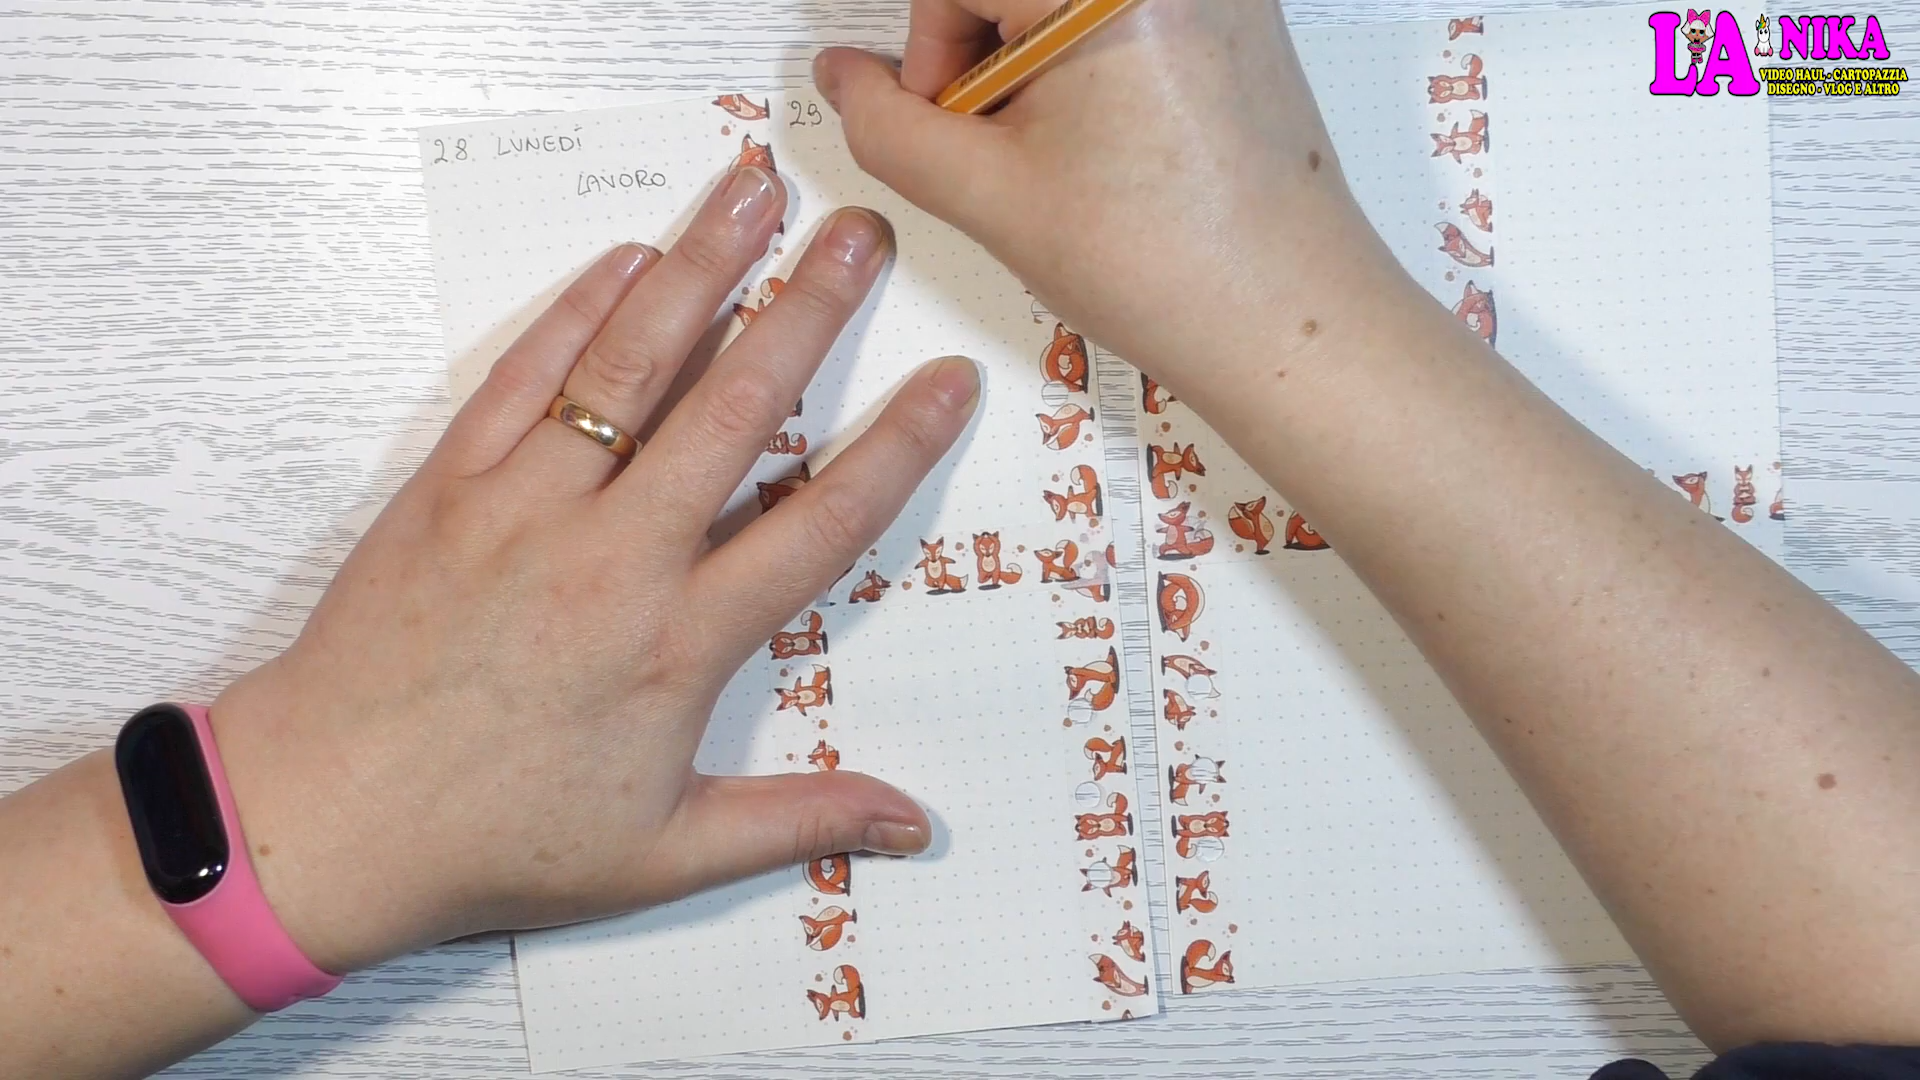 28 LUNEDÌ
LAVORO
29
LA NIKA
VIDEO HAUL - CARTOPAZZIA
DISEGNO - VLOG E ALTRO